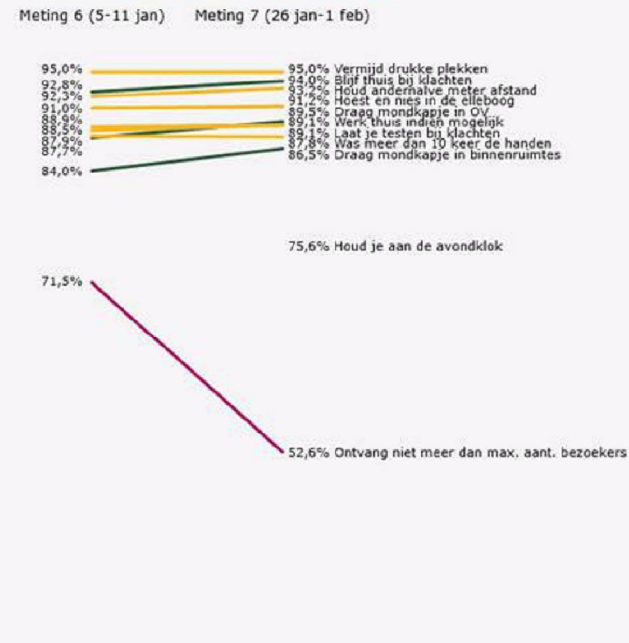 Meting 6 (5-11 jan) Meting 7 (26 jan-1 feb)
95,0%
92,8%
92,3%
91,0%
88,9%
88,5%
87,9%
87,7%
84,0%
71,5%
95,0% Vermijd drukke plekken
94,0% Blijf thuis bij klachten
93,2% Houd anderhalve meter afstand
91,2% Hoest en nies in de elleboog
89,5% Draag mondkapje in OV
89,1% Werk thuis indien mogelijk
89,1% Laat je testen bij klachten
87,8% Was meer dan 10 keer de handen
86,5% Draag mondkapje in binnenruimtes
75,6% Houd je aan de avondklok
52,6% Ontvang niet meer dan max. aant. bezoekers